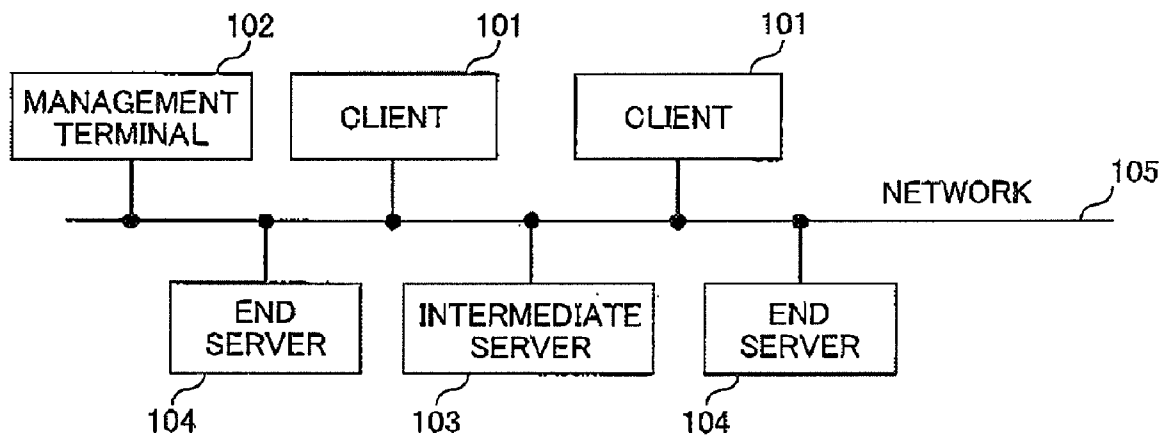 102
101
101
MANAGEMENT
TERMINAL
CLIENT
CLIENT
NETWORK
105
END
SERVER
INTERMEDIATE
SERVER
END
SERVER
104
103
104